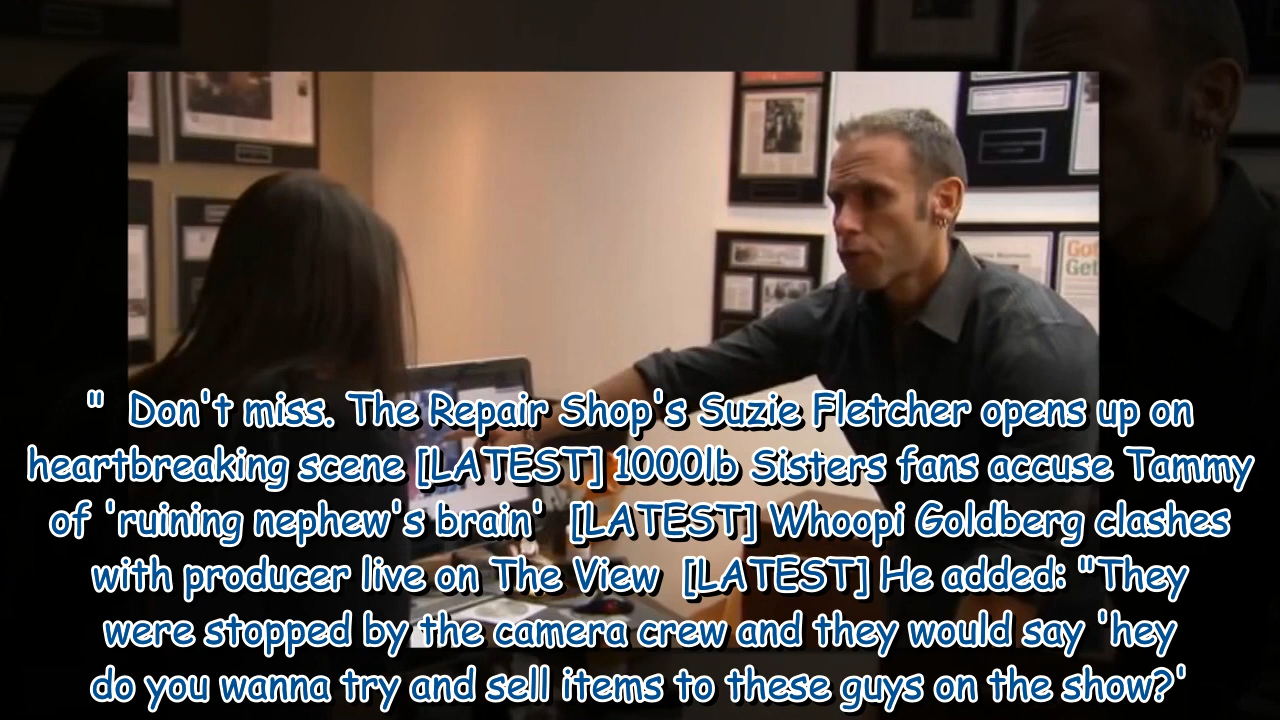 Got
Get
"  Don't miss. The Repair Shop's Suzie Fletcher opens up on
heartbreaking scene [LATEST] 1000lb Sisters fans accuse Tammy
of 'ruining nephew's brain'  [LATEST] Whoopi Goldberg clashes
with producer live on The View  [LATEST] He added: "They
were stopped by the camera crew and they would say 'hey
do you wanna try and sell items to these guys on the show?'